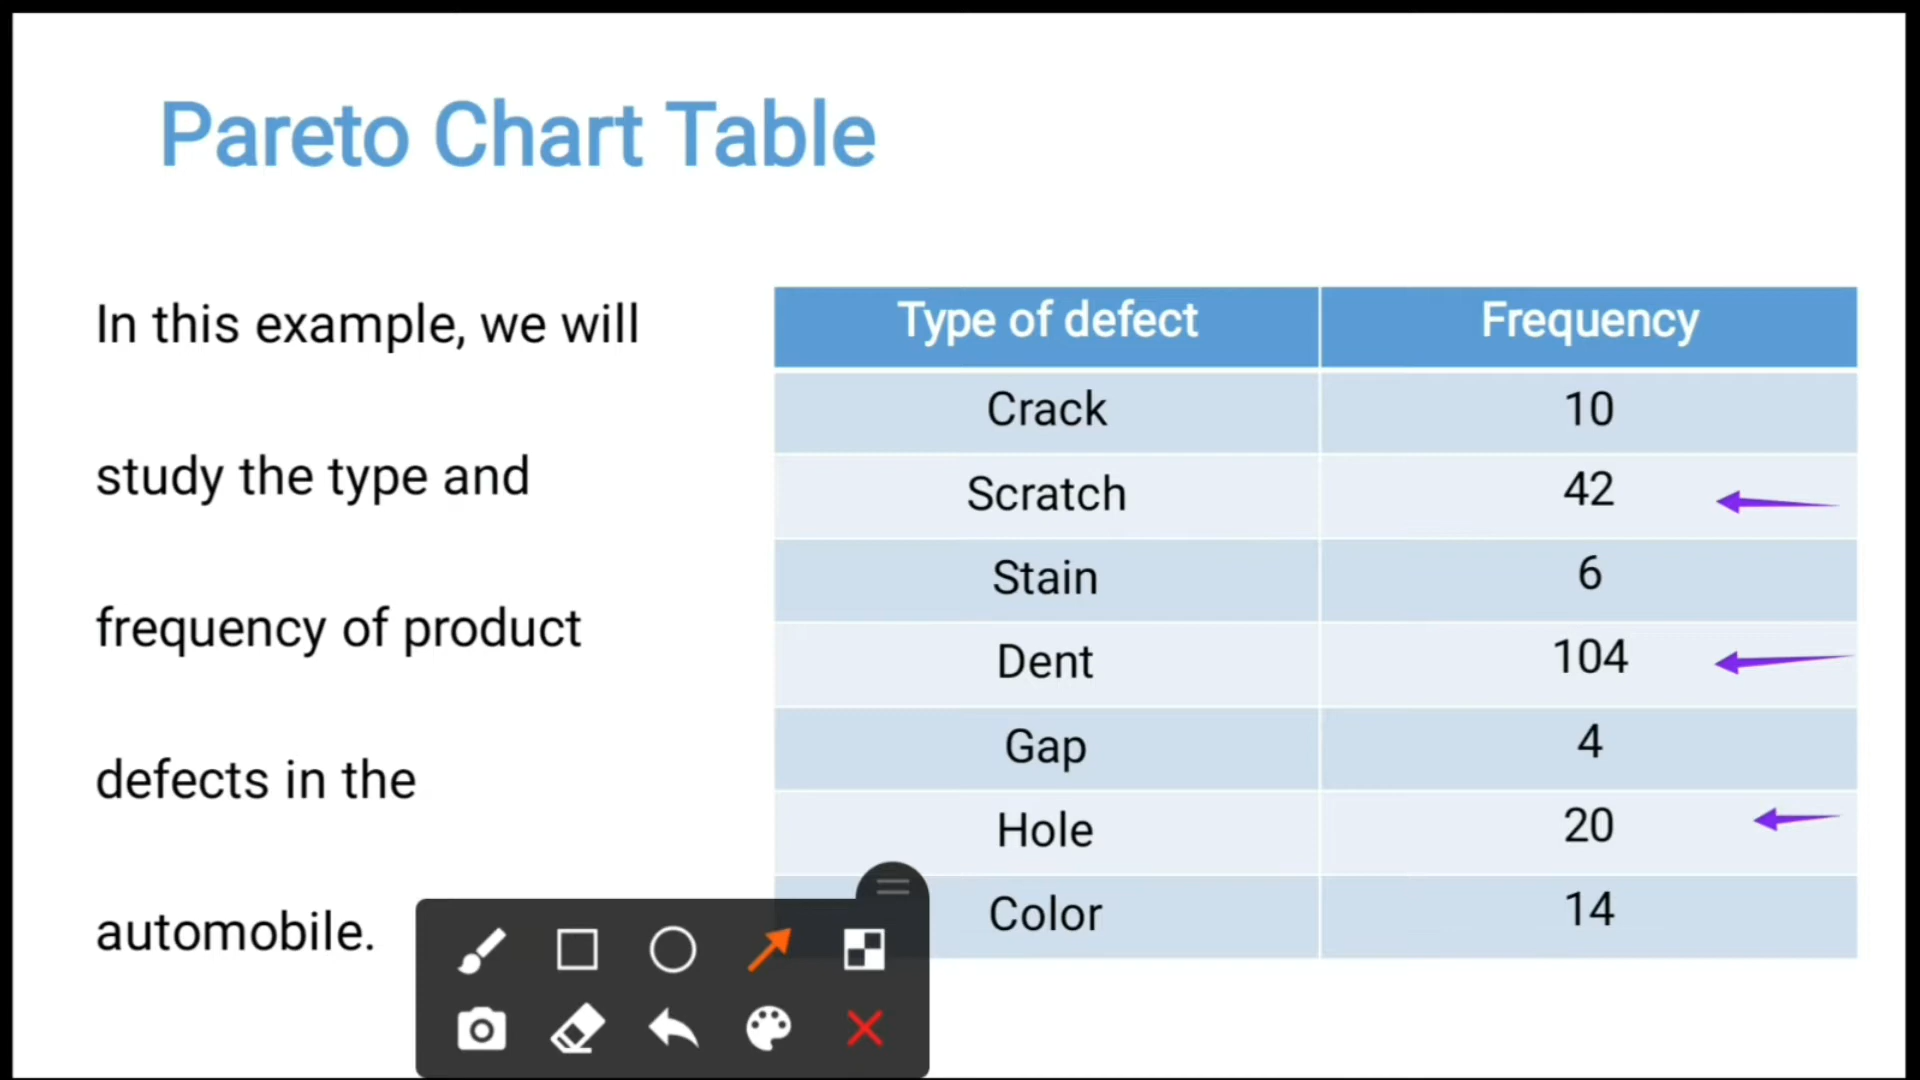 Pareto Chart Table
In this example, we will
study the type and
frequency of product
defects in the
automobile.
Type of defect Frequency
Crack 10
Scratch 42
Stain 6
Dent 104
Gap 4
Hole 20
Color 14